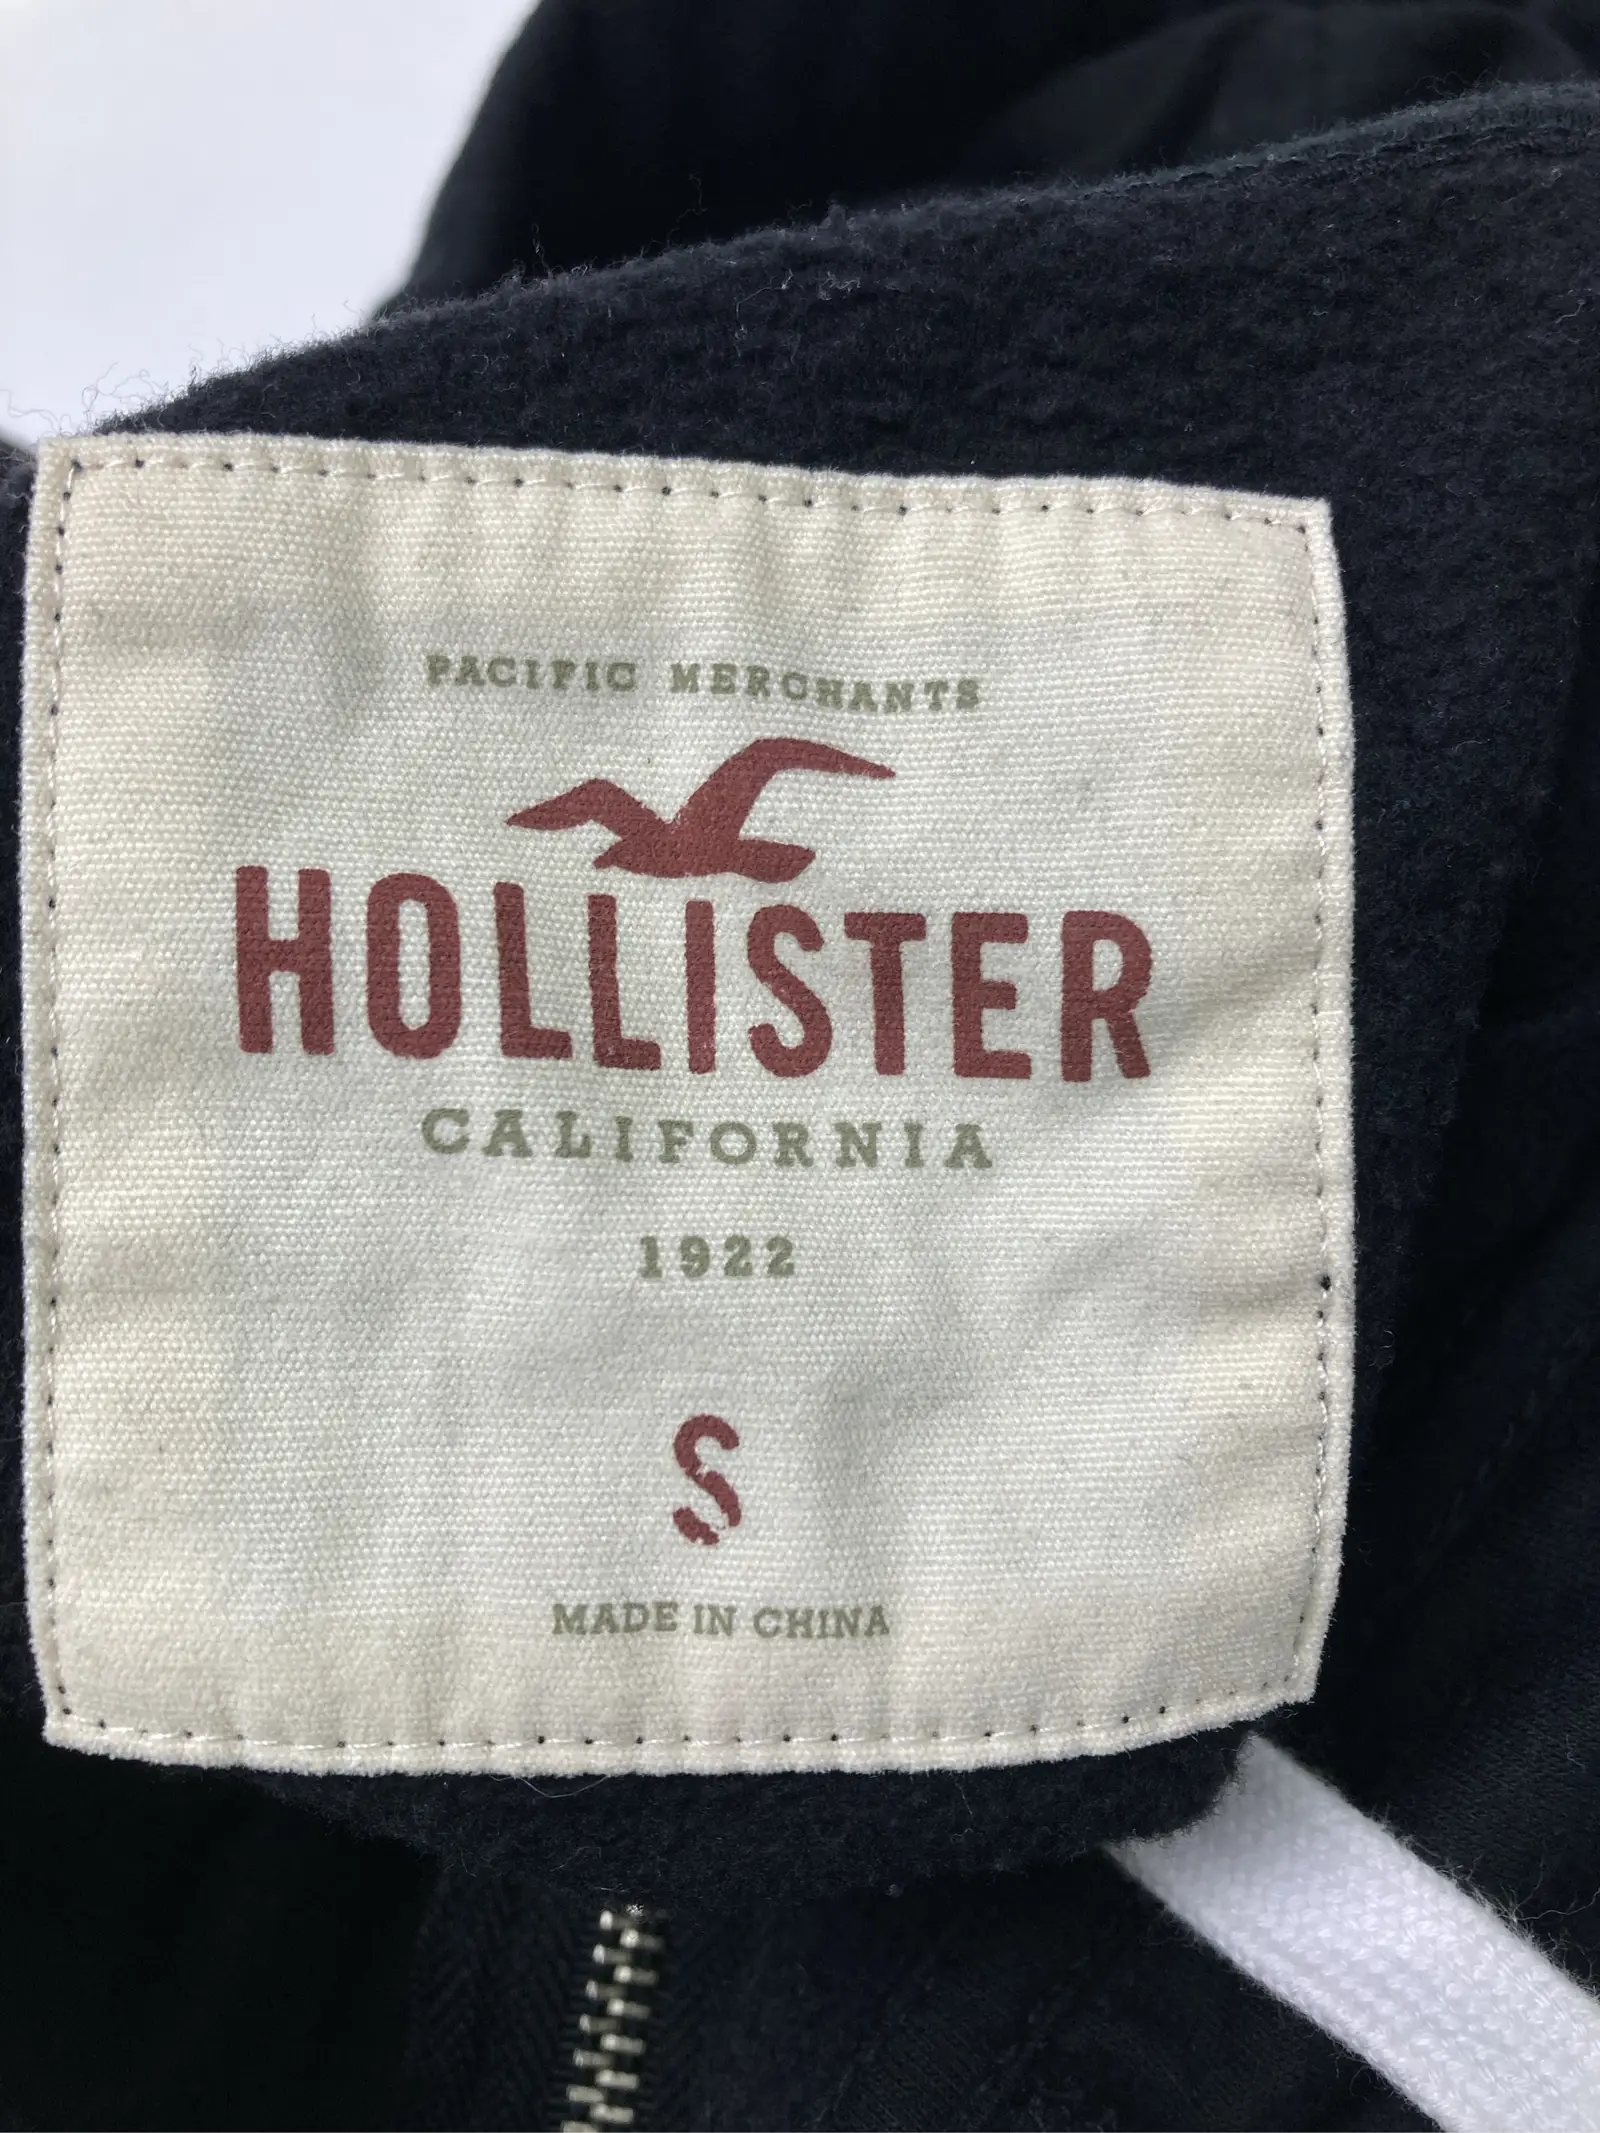 PACIFIC MERCHANTS
HOLLISTER
CALIFORNIA
1922
S
MADE IN CHINA